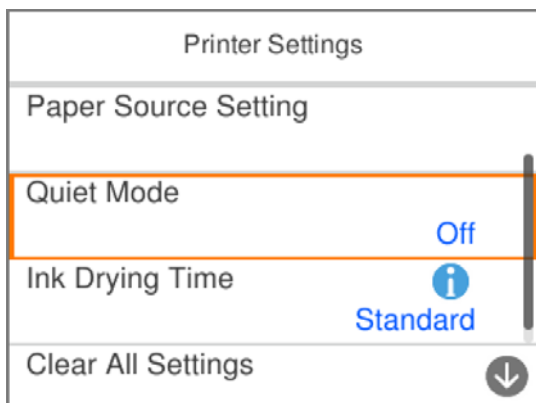 Printer Settings
Paper Source Setting
Quiet Mode
Off
Ink Drying Time
Standard
Clear All Settings